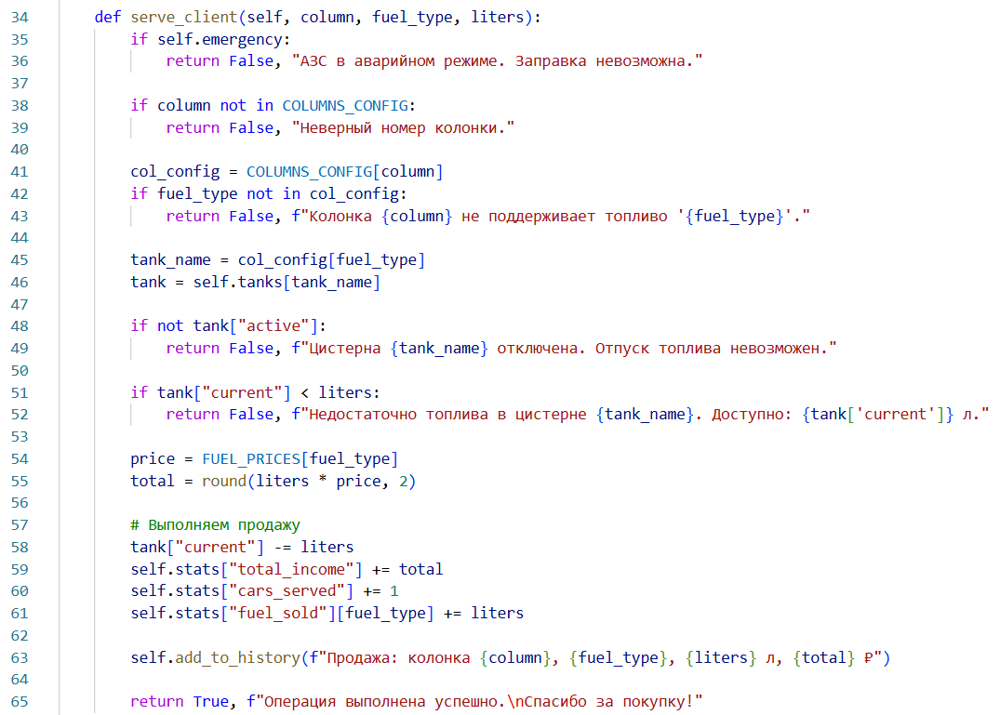 34 def serve_client(self, column, fuel_type, liters):
35 if self.emergency:
36 return False, "АЗС в аварийном режиме. Заправка невозможна."
37
38 if column not in COLUMNS_CONFIG:
39 return False, "Неверный номер колонки."
40
41 col_config = COLUMNS_CONFIG[column]
42 if fuel_type not in col_config:
43 return False, f"Колонка {column} не поддерживает топливо '{fuel_type}'."
44
45 tank_name = col_config[fuel_type]
46 tank = self.tanks[tank_name]
47
48 if not tank["active"]:
49 return False, f"Цистерна {tank_name} отключена. Отпуск топлива невозможен."
50
51 if tank["current"] < liters:
52 return False, f"Недостаточно топлива в цистерне {tank_name}. Доступно: {tank['current']} л."
53
54 price = FUEL_PRICES[fuel_type]
55 total = round(liters * price, 2)
56
57 # Выполняем продажу
58 tank["current"] -= liters
59 self.stats["total_income"] += total
60 self.stats["cars_served"] += 1
61 self.stats["fuel_sold"][fuel_type] += liters
62
63 self.add_to_history(f"Продажа: колонка {column}, {fuel_type}, {liters} л, {total} ₽")
64
65 return True, f"Операция выполнена успешно.\nСпасибо за покупку!"